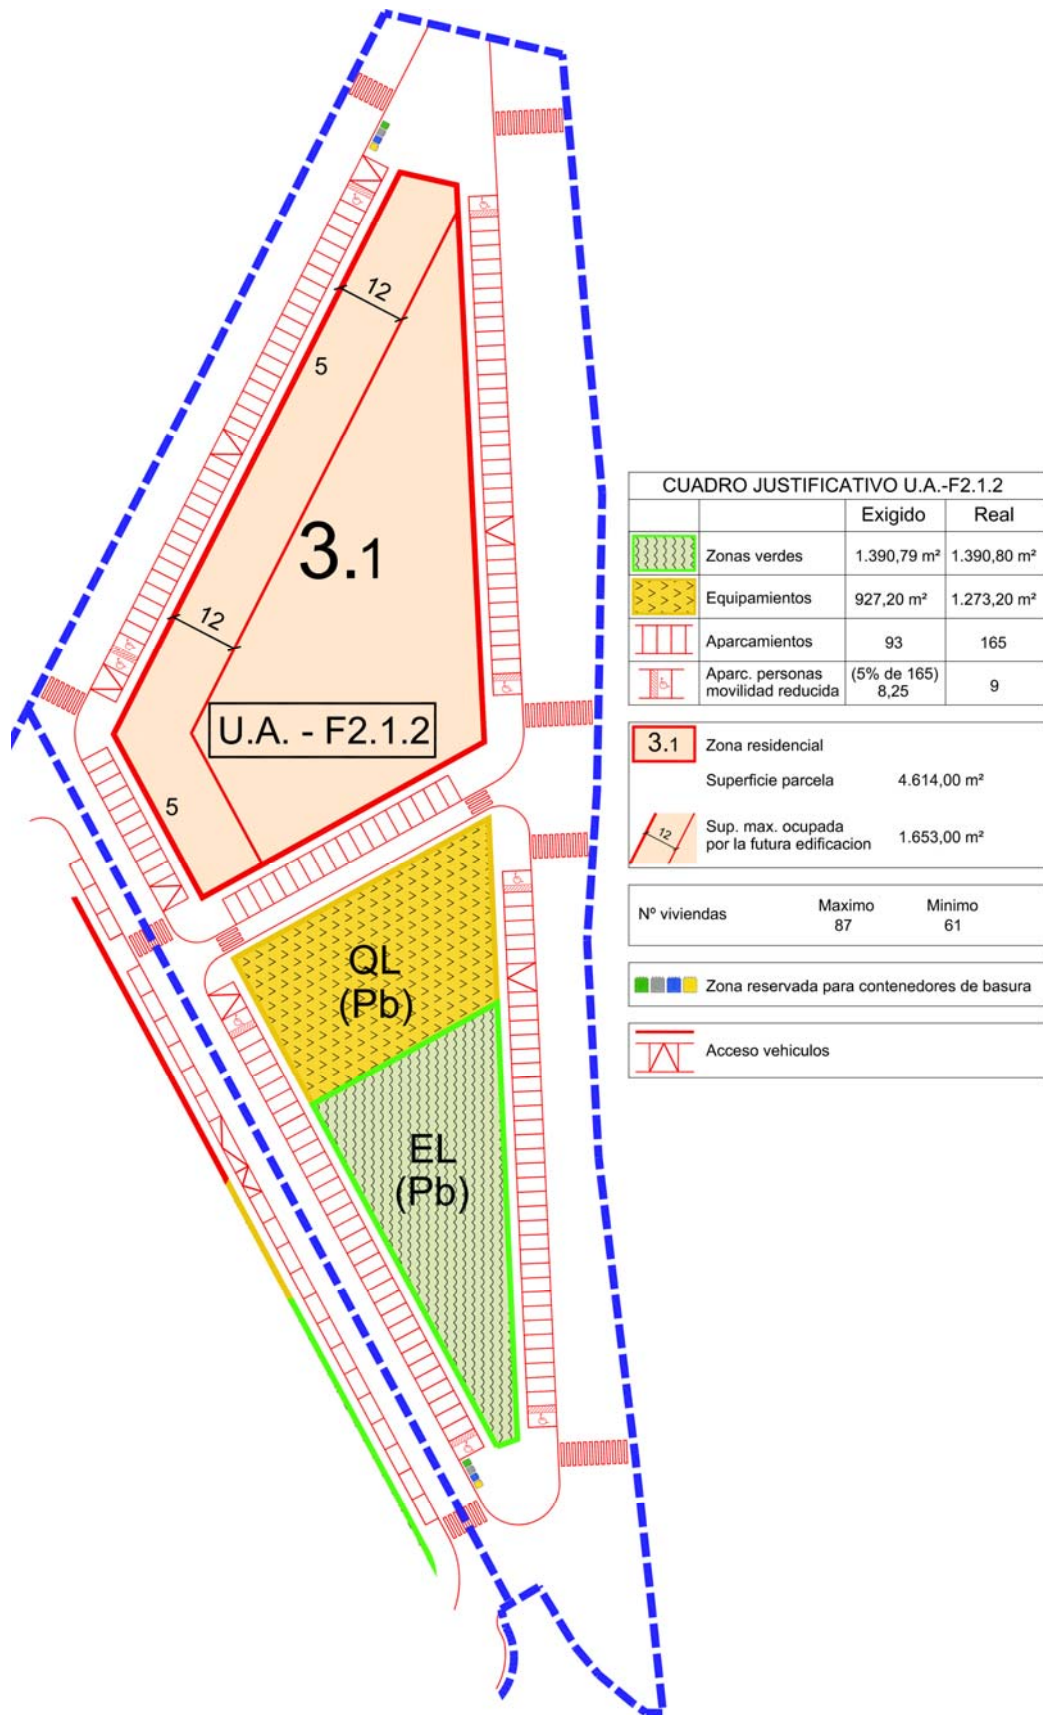 12
5
3.1
12
U.A. - F2.1.2
5
QL
(Pb)
EL
(Pb)
CUADRO JUSTIFICATIVO U.A.-F2.1.2
Exigido Real
Zonas verdes 1.390,79 m² 1.390,80 m²
Equipamientos 927,20 m² 1.273,20 m²
Aparcamientos 93 165
Aparc. personas (5% de 165)
movilidad reducida 8,25 9
3.1 Zona residencial
Superficie parcela 4.614,00 m²
12 Sup. max. ocupada
por la futura edificacion 1.653,00 m²
Nº viviendas Maximo Minimo
87 61
Zona reservada para contenedores de basura
Acceso vehiculos